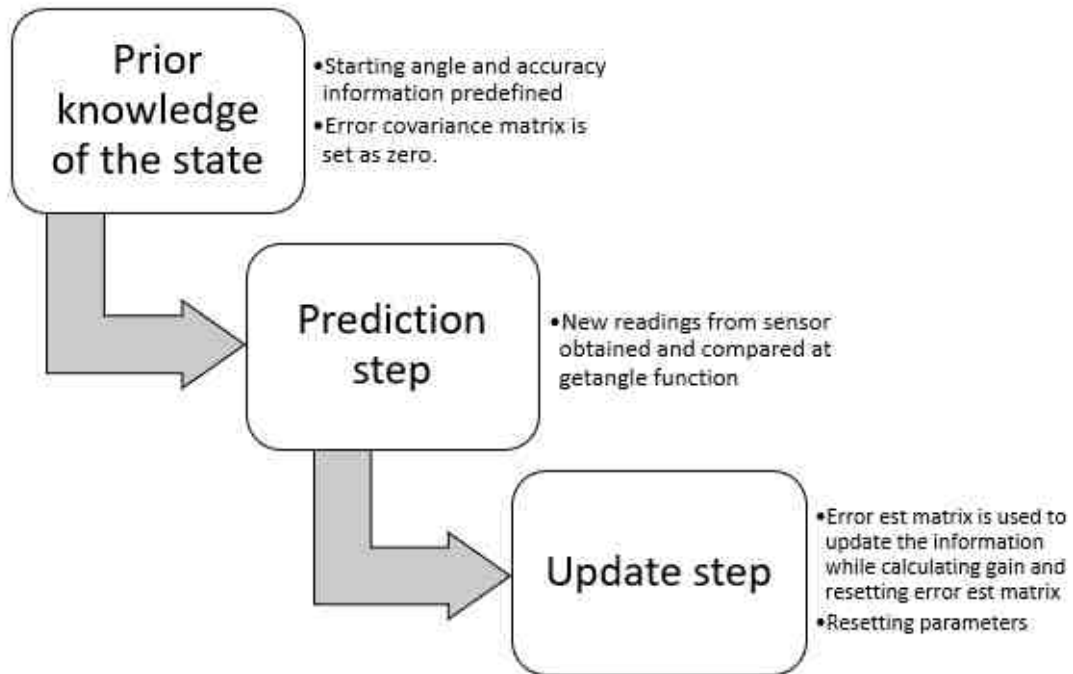 Prior
knowledge
of the state
•Starting angle and accuracy
information predefined
•Error covariance matrix is
set as zero.
Prediction
step
•New readings from sensor
obtained and compared at
getangle function
Update step
•Error est matrix is used to
update the information
while calculating gain and
resetting error est matrix
•Resetting parameters